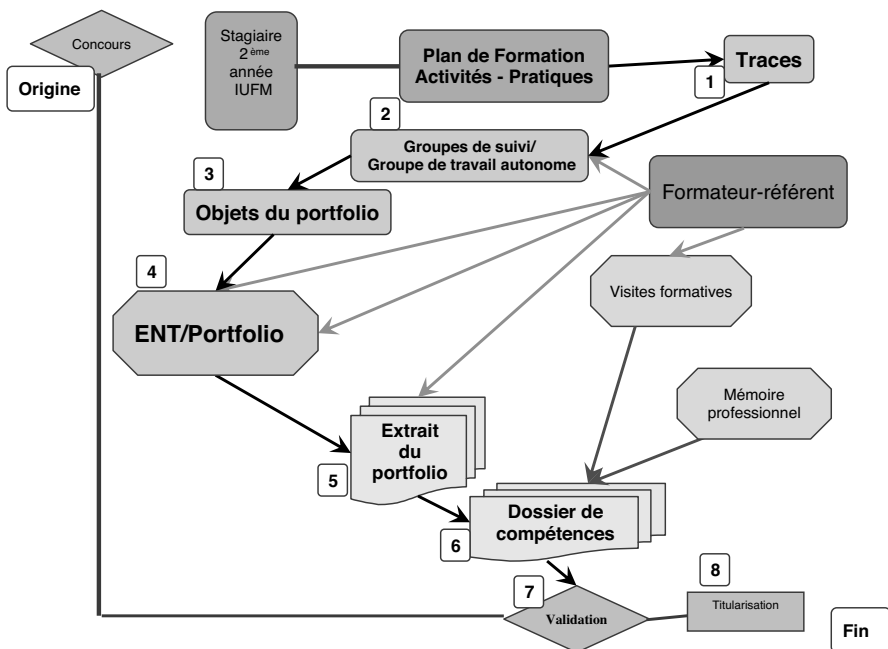 Concours
Origine
Stagiaire
2ème
année
IUFM
Plan de Formation
Activités - Pratiques
Traces
1
2
Groupes de suivi/
Groupe de travail autonome
3
Objets du portfolio
Formateur-référent
4
ENT/Portfolio
Visites formatives
Mémoire
professionnel
Extrait
du
portfolio
5
Dossier de
compétences
6
7
Validation
8
Titularisation
Fin